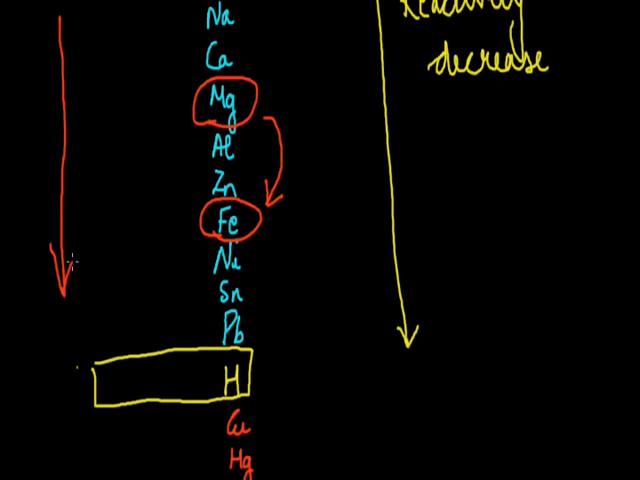 Na
Reactivity
Ca
decrease
Mg
Al
Zn
Fe
Ni
Sn
Pb
H
Cu
Hg